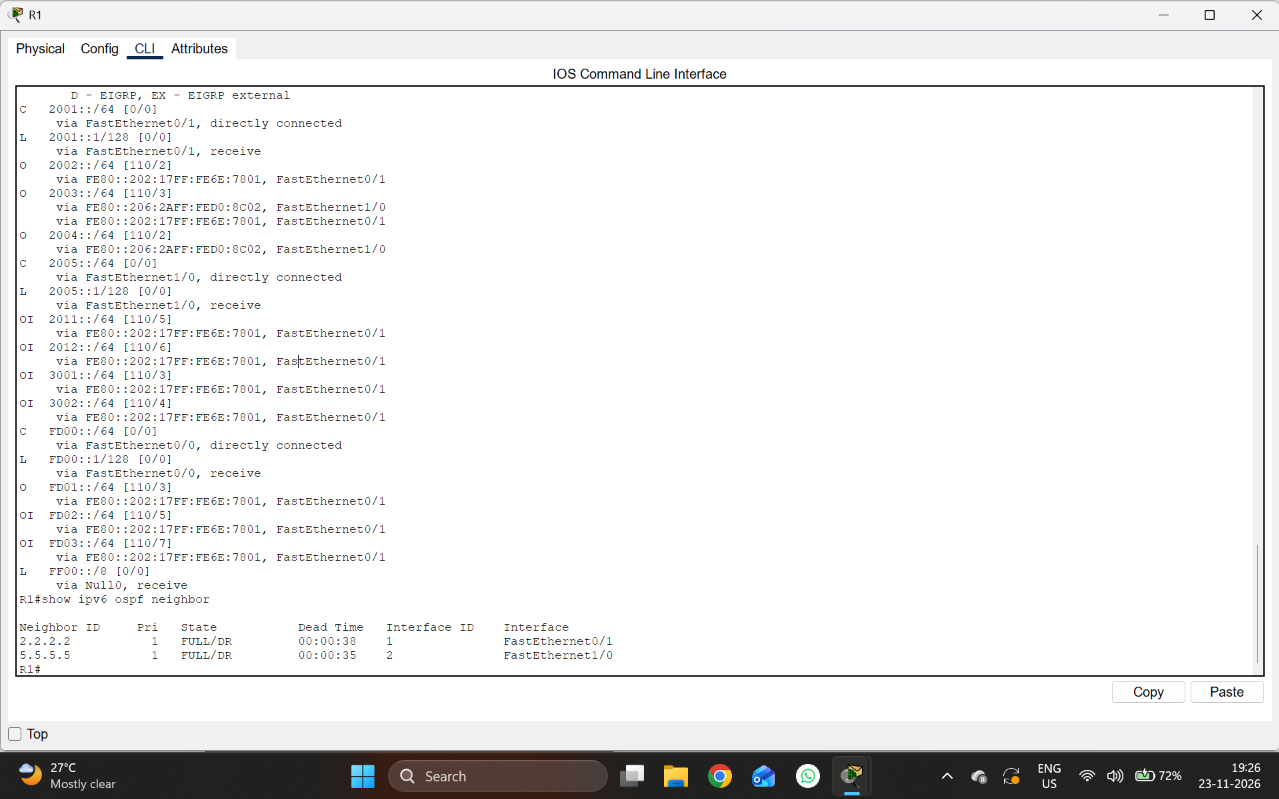 R1
Physical Config CLI Attributes
IOS Command Line Interface
D - EIGRP, EX - EIGRP external
C 2001::/64 [0/0]
via FastEthernet0/1, directly connected
L 2001::1/128 [0/0]
via FastEthernet0/1, receive
O 2002::/64 [110/2]
via FE80::202:17FF:FE6E:7801, FastEthernet0/1
O 2003::/64 [110/3]
via FE80::206:2AFF:FED0:8C02, FastEthernet1/0
via FE80::202:17FF:FE6E:7801, FastEthernet0/1
O 2004::/64 [110/2]
via FE80::206:2AFF:FED0:8C02, FastEthernet1/0
C 2005::/64 [0/0]
via FastEthernet1/0, directly connected
L 2005::1/128 [0/0]
via FastEthernet1/0, receive
OI 2011::/64 [110/5]
via FE80::202:17FF:FE6E:7801, FastEthernet0/1
OI 2012::/64 [110/6]
via FE80::202:17FF:FE6E:7801, FastEthernet0/1
OI 3001::/64 [110/3]
via FE80::202:17FF:FE6E:7801, FastEthernet0/1
OI 3002::/64 [110/4]
via FE80::202:17FF:FE6E:7801, FastEthernet0/1
C FD00::/64 [0/0]
via FastEthernet0/0, directly connected
L FD00::1/128 [0/0]
via FastEthernet0/0, receive
O FD01::/64 [110/3]
via FE80::202:17FF:FE6E:7801, FastEthernet0/1
OI FD02::/64 [110/5]
via FE80::202:17FF:FE6E:7801, FastEthernet0/1
OI FD03::/64 [110/7]
via FE80::202:17FF:FE6E:7801, FastEthernet0/1
L FF00::/8 [0/0]
via Null0, receive
R1#show ipv6 ospf neighbor
Neighbor ID Pri State Dead Time Interface ID Interface
2.2.2.2 1 FULL/DR 00:00:38 1 FastEthernet0/1
5.5.5.5 1 FULL/DR 00:00:35 2 FastEthernet1/0
R1#
Copy Paste
Top
27°C
Mostly clear
Search
ENG
US
72%
19:26
23-11-2026